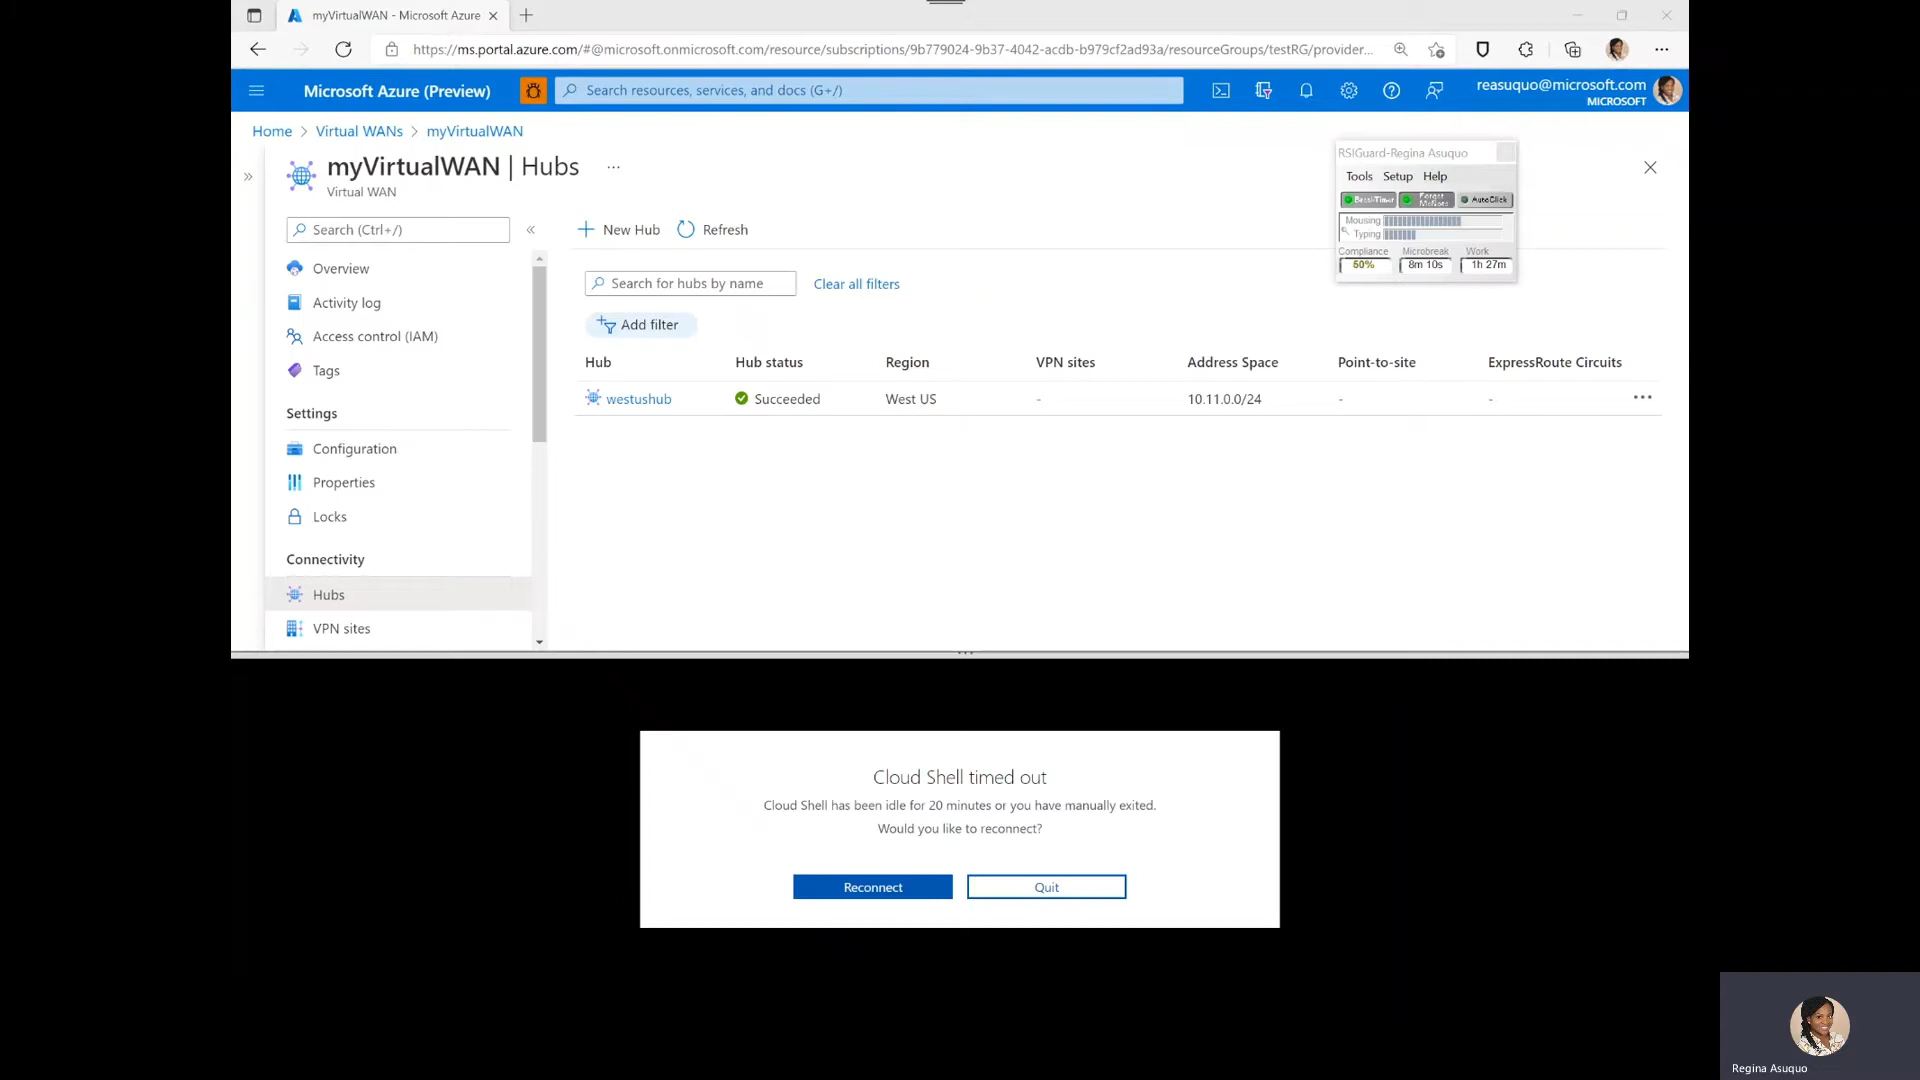 myVirtualWAN - Microsoft Azure
https://ms.portal.azure.com/#@microsoft.onmicrosoft.com/resource/subscriptions/9b779024-9b37-4042-acdb-b979cf2ad93a/resourceGroups/testRG/provider...
Microsoft Azure (Preview)
Search resources, services, and docs (G+/)
reasuquo@microsoft.com
MICROSOFT
Home > Virtual WANs > myVirtualWAN
myVirtualWAN | Hubs
Virtual WAN
RSIGuard-Regina Asuquo
Tools Setup Help
BreakTimer Forget MeNots AutoClick
Mousing
Typing
Compliance Microbreak Work
50% 8m 10s 1h 27m
Search (Ctrl+/)
Overview
Activity log
Access control (IAM)
Tags
Settings
Configuration
Properties
Locks
Connectivity
Hubs
VPN sites
New Hub Refresh
Search for hubs by name Clear all filters
Add filter
Hub Hub status Region VPN sites Address Space Point-to-site ExpressRoute Circuits
westushub Succeeded West US - 10.11.0.0/24 - -
Cloud Shell timed out
Cloud Shell has been idle for 20 minutes or you have manually exited.
Would you like to reconnect?
Reconnect Quit
Regina Asuquo